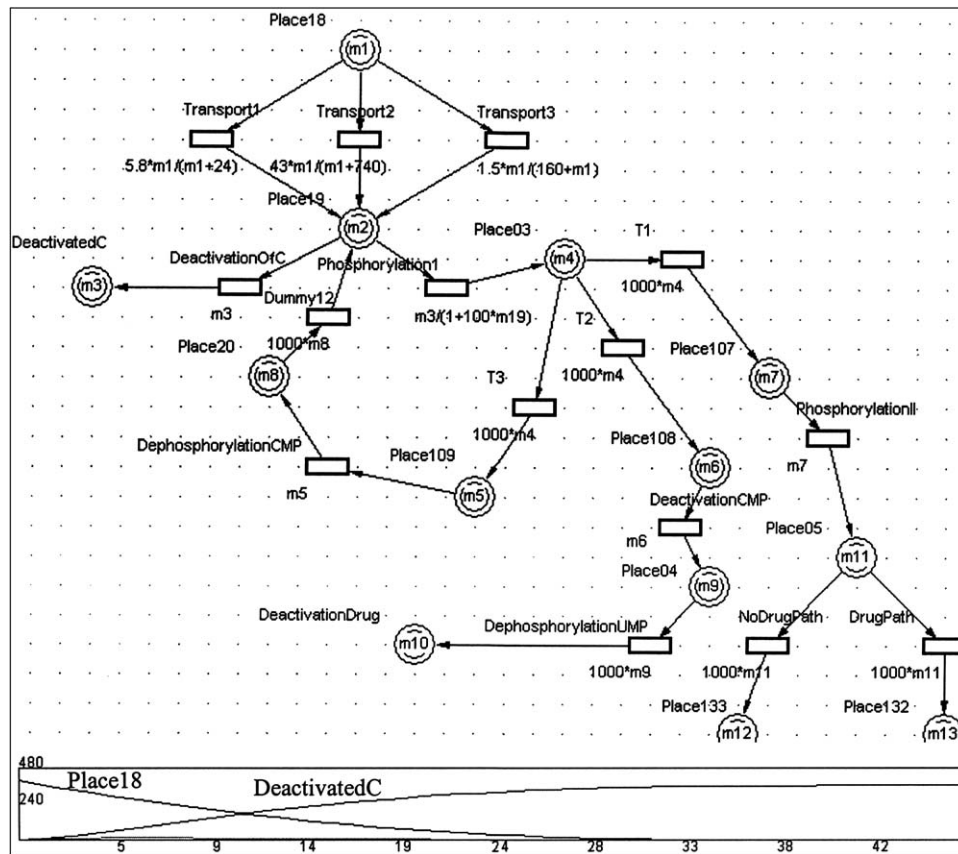 Place18
m1
Transport1 Transport2 Transport3
5.8*m1/(m1+24) 43*m1/(m1+740) 1.5*m1/(160+m1)
Place19
m2
Place03
T1
DeactivatedC
DeactivationOfC
Phosphorylation1
m4
m3
Dummy12
1000*m4
m3
m3/(1+100*m19)
T2
1000*m8
Place20
Place107
1000*m4
m8
T3
m7
PhosphorylationII
1000*m4
Place108
DephosphorylationCMP
Place109
m7
m5
m6
m5
DeactivationCMP
Place05
m6
m11
Place04
m9
DeactivationDrug
DephosphorylationUMP
NoDrugPath
DrugPath
m10
1000*m9
1000*m11
1000*m11
Place133
Place132
m12
m13
480
Place18
DeactivatedC
240
5 9 14 19 24 28 33 38 42